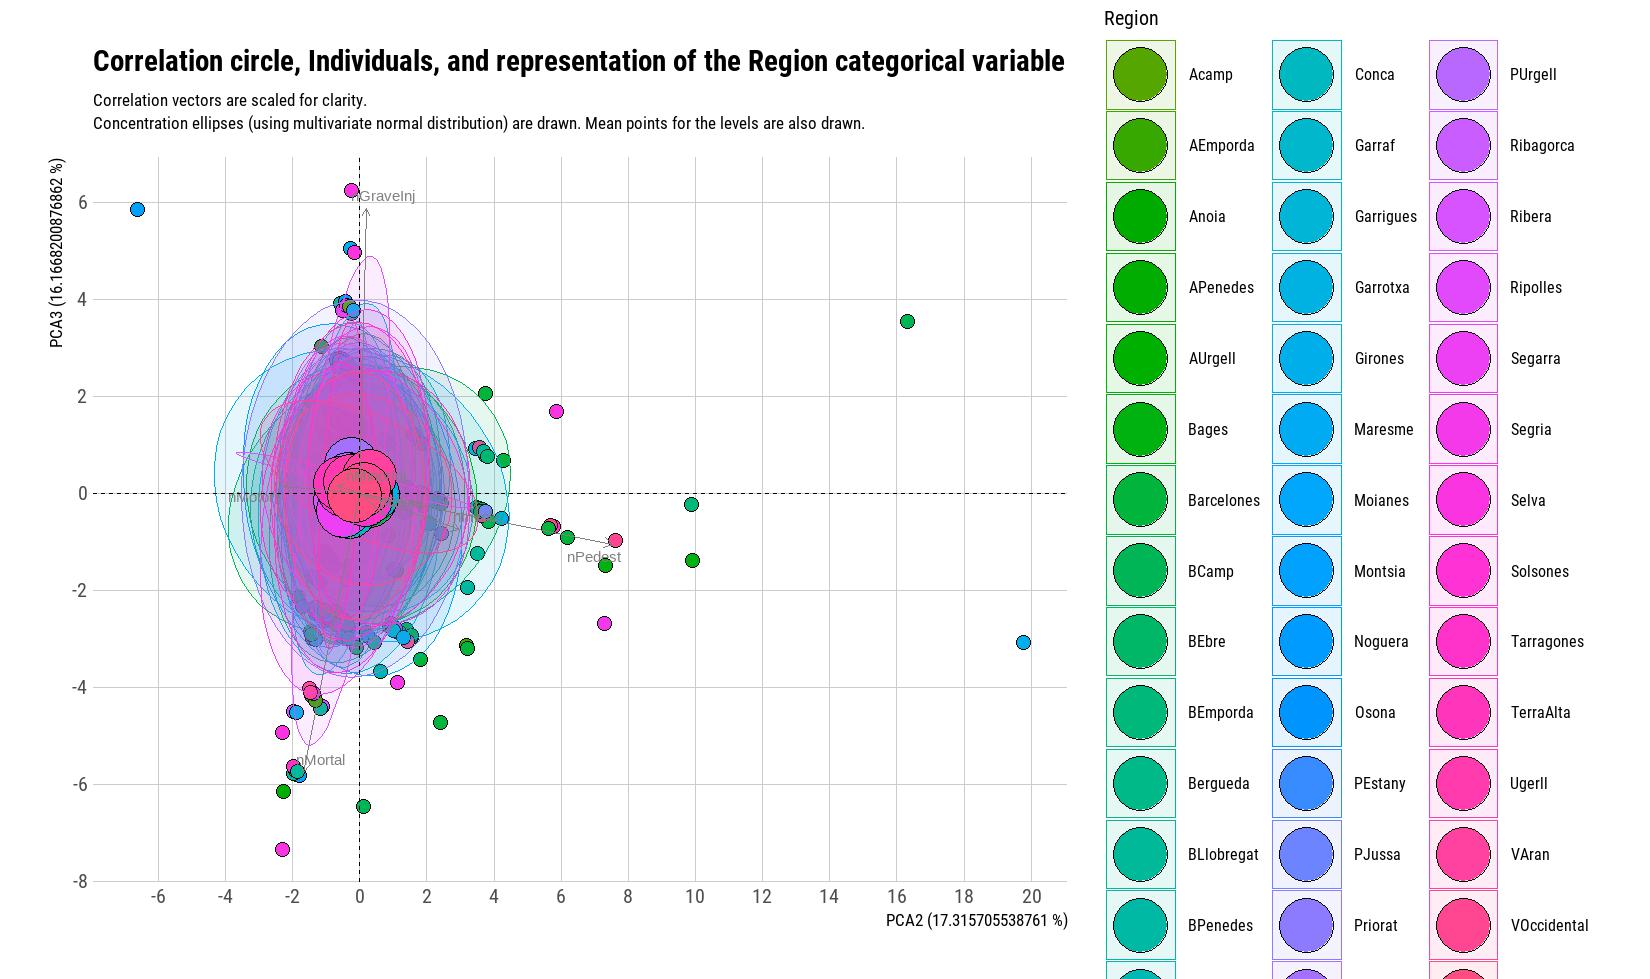 Region
Correlation circle, Individuals, and representation of the Region categorical variable
Correlation vectors are scaled for clarity.
Concentration ellipses (using multivariate normal distribution) are drawn. Mean points for the levels are also drawn.
PCA3 (16.1668200876862 %)
6
4
2
0
-2
-4
-6
-8
nGraveInj
nPedest
nMortal
-6
-4
-2
0
2
4
6
8
10
12
14
16
18
20
PCA2 (17.315705538761 %)
Acamp
AEmporda
Anoia
APenedes
AUrgell
Bages
Barcelones
BCamp
BEbre
BEmporda
Bergueda
BLlobregat
BPenedes
Conca
Garraf
Garrigues
Garrotxa
Girones
Maresme
Moianes
Montsia
Noguera
Osona
PEstany
PJussa
Priorat
PUrgell
Ribagorca
Ribera
Ripolles
Segarra
Segria
Selva
Solsones
Tarragones
TerraAlta
Ugerll
VAran
VOccidental